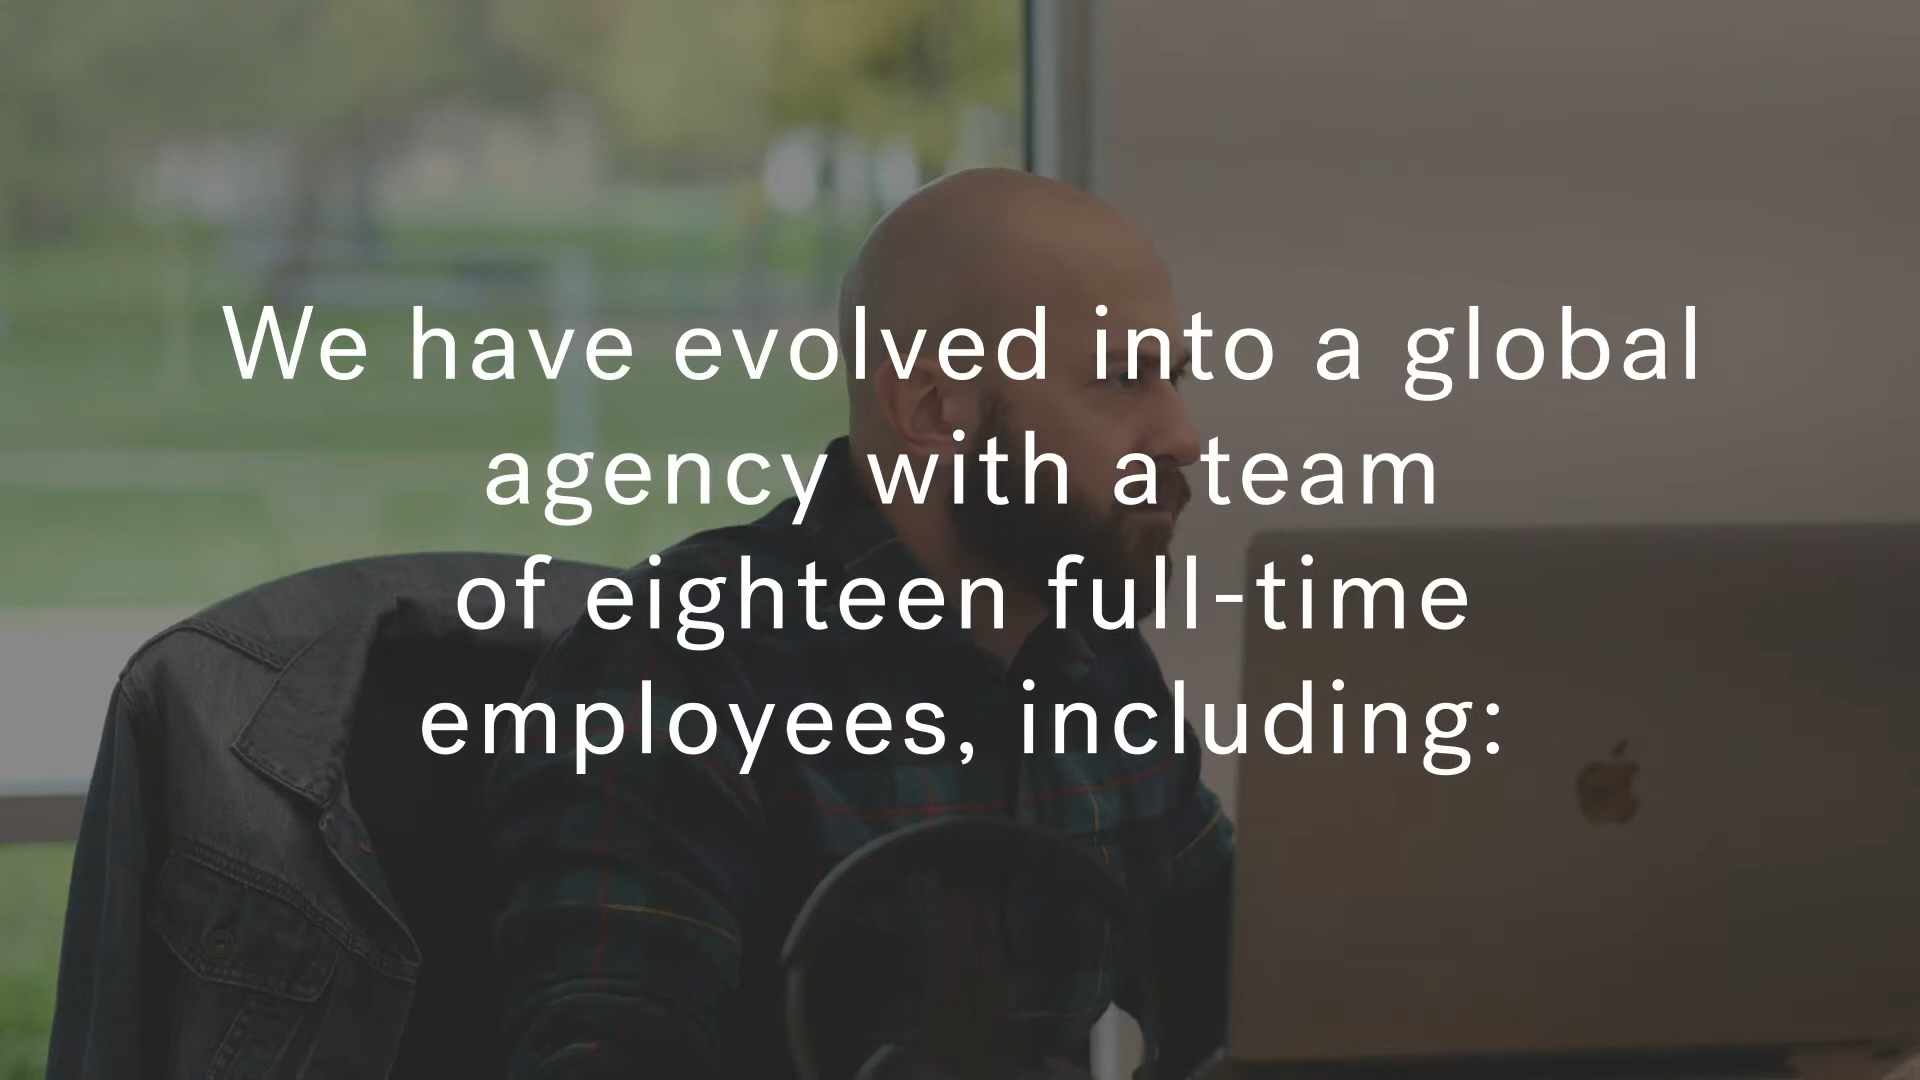 We have evolved into a global
agency with a team
of eighteen full-time
employees, including: